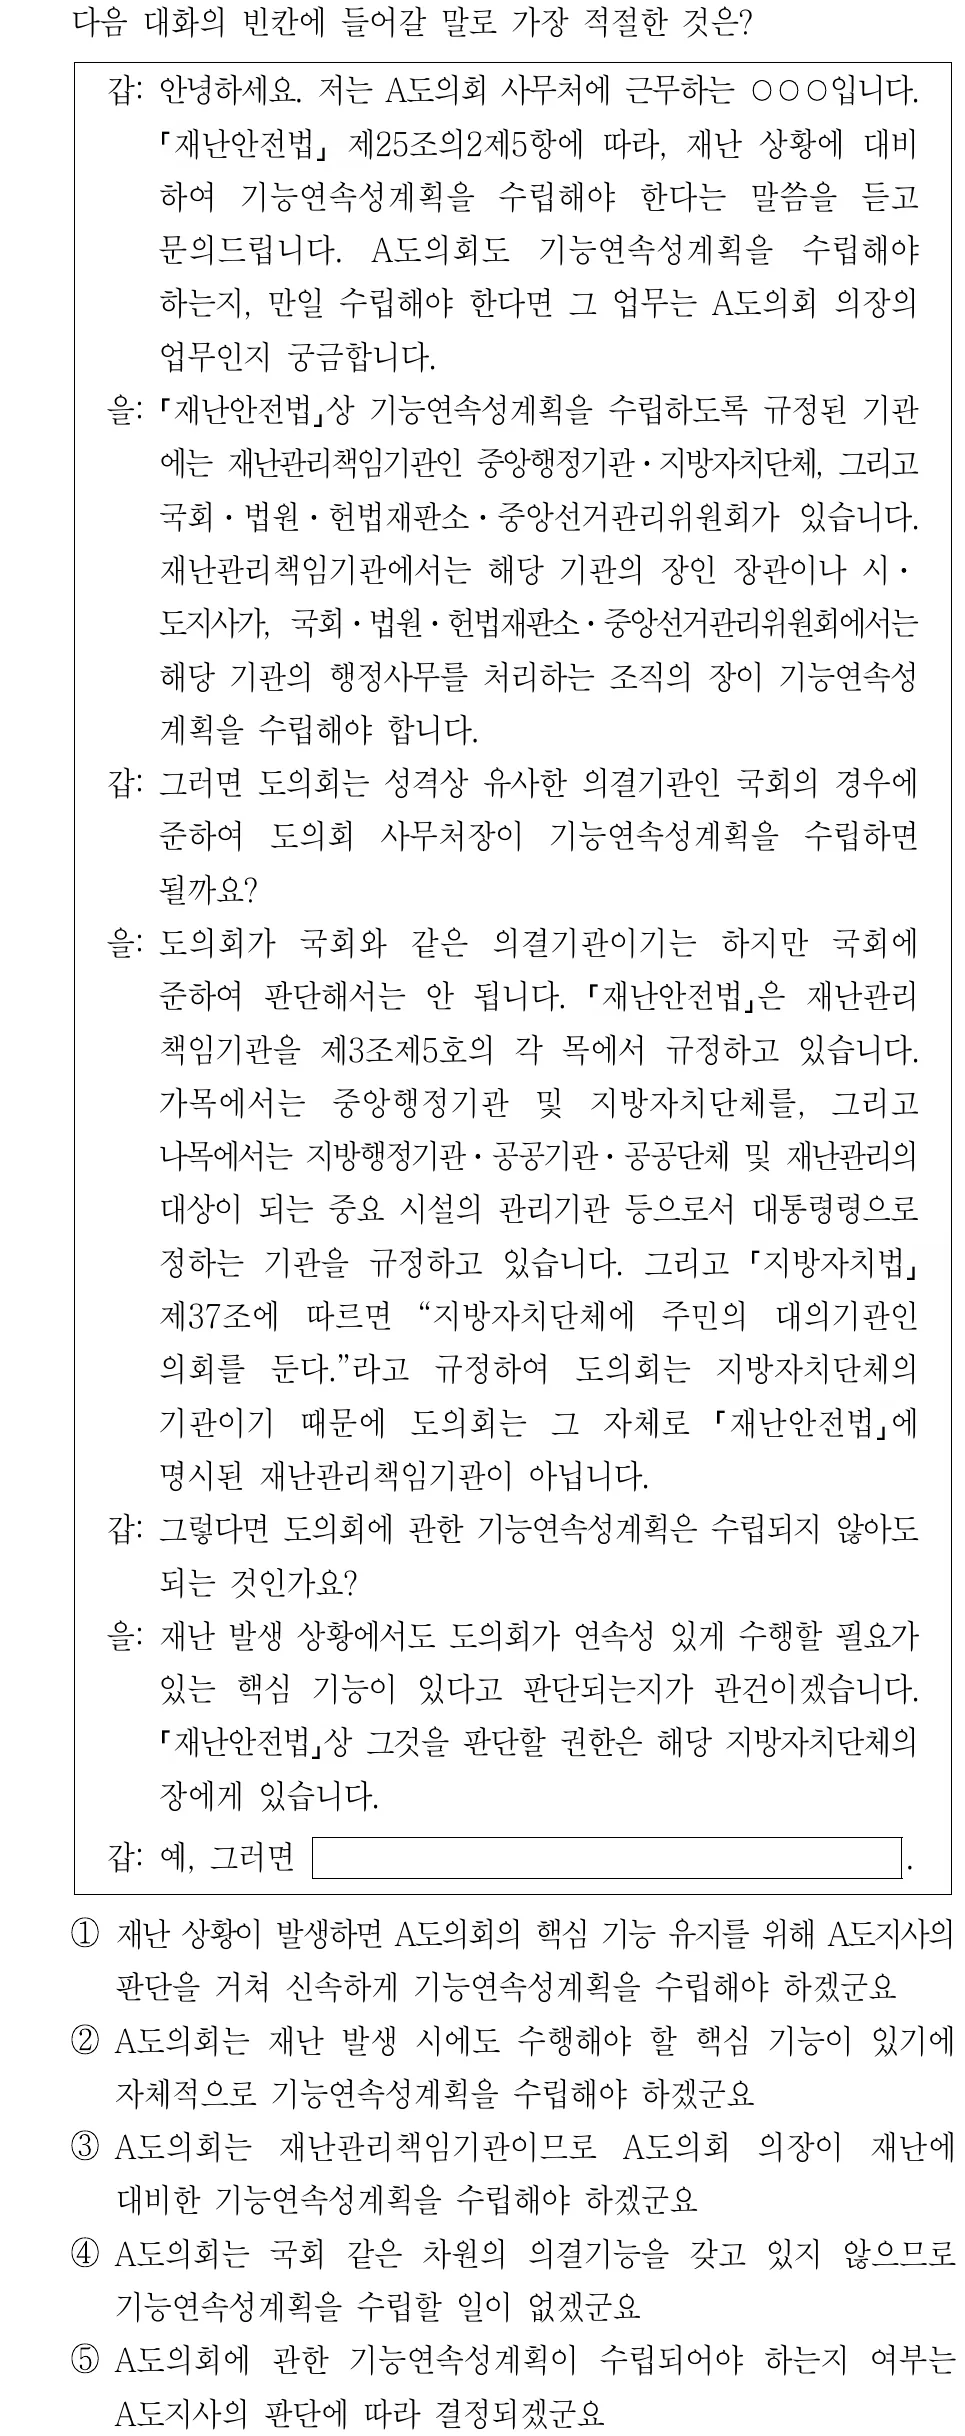 다음 대화의 빈칸에 들어갈 말로 가장 적절한 것은?
갑: 안녕하세요. 저는 A도의회 사무처에 근무하는 ○○○입니다.
「재난안전법」 제25조의2제5항에 따라, 재난 상황에 대비
하여 기능연속성계획을 수립해야 한다는 말씀을 듣고
문의드립니다. A도의회도 기능연속성계획을 수립해야
하는지, 만일 수립해야 한다면 그 업무는 A도의회 의장의
업무인지 궁금합니다.
을: 「재난안전법」상 기능연속성계획을 수립하도록 규정된 기관
에는 재난관리책임기관인 중앙행정기관·지방자치단체, 그리고
국회·법원·헌법재판소·중앙선거관리위원회가 있습니다.
재난관리책임기관에서는 해당 기관의 장인 장관이나 시·
도지사가, 국회·법원·헌법재판소·중앙선거관리위원회에서는
해당 기관의 행정사무를 처리하는 조직의 장이 기능연속성
계획을 수립해야 합니다.
갑: 그러면 도의회는 성격상 유사한 의결기관인 국회의 경우에
준하여 도의회 사무처장이 기능연속성계획을 수립하면
될까요?
을: 도의회가 국회와 같은 의결기관이기는 하지만 국회에
준하여 판단해서는 안 됩니다. 「재난안전법」은 재난관리
책임기관을 제3조제5호의 각 목에서 규정하고 있습니다.
가목에서는 중앙행정기관 및 지방자치단체를, 그리고
나목에서는 지방행정기관·공공기관·공공단체 및 재난관리의
대상이 되는 중요 시설의 관리기관 등으로서 대통령령으로
정하는 기관을 규정하고 있습니다. 그리고 「지방자치법」
제37조에 따르면 “지방자치단체에 주민의 대의기관인
의회를 둔다.”라고 규정하여 도의회는 지방자치단체의
기관이기 때문에 도의회는 그 자체로 「재난안전법」에
명시된 재난관리책임기관이 아닙니다.
갑: 그렇다면 도의회에 관한 기능연속성계획은 수립되지 않아도
되는 것인가요?
을: 재난 발생 상황에서도 도의회가 연속성 있게 수행할 필요가
있는 핵심 기능이 있다고 판단되는지가 관건이겠습니다.
「재난안전법」상 그것을 판단할 권한은 해당 지방자치단체의
장에게 있습니다.
갑: 예, 그러면 .
① 재난 상황이 발생하면 A도의회의 핵심 기능 유지를 위해 A도지사의
판단을 거쳐 신속하게 기능연속성계획을 수립해야 하겠군요
② A도의회는 재난 발생 시에도 수행해야 할 핵심 기능이 있기에
자체적으로 기능연속성계획을 수립해야 하겠군요
③ A도의회는 재난관리책임기관이므로 A도의회 의장이 재난에
대비한 기능연속성계획을 수립해야 하겠군요
④ A도의회는 국회 같은 차원의 의결기능을 갖고 있지 않으므로
기능연속성계획을 수립할 일이 없겠군요
⑤ A도의회에 관한 기능연속성계획이 수립되어야 하는지 여부는
A도지사의 판단에 따라 결정되겠군요